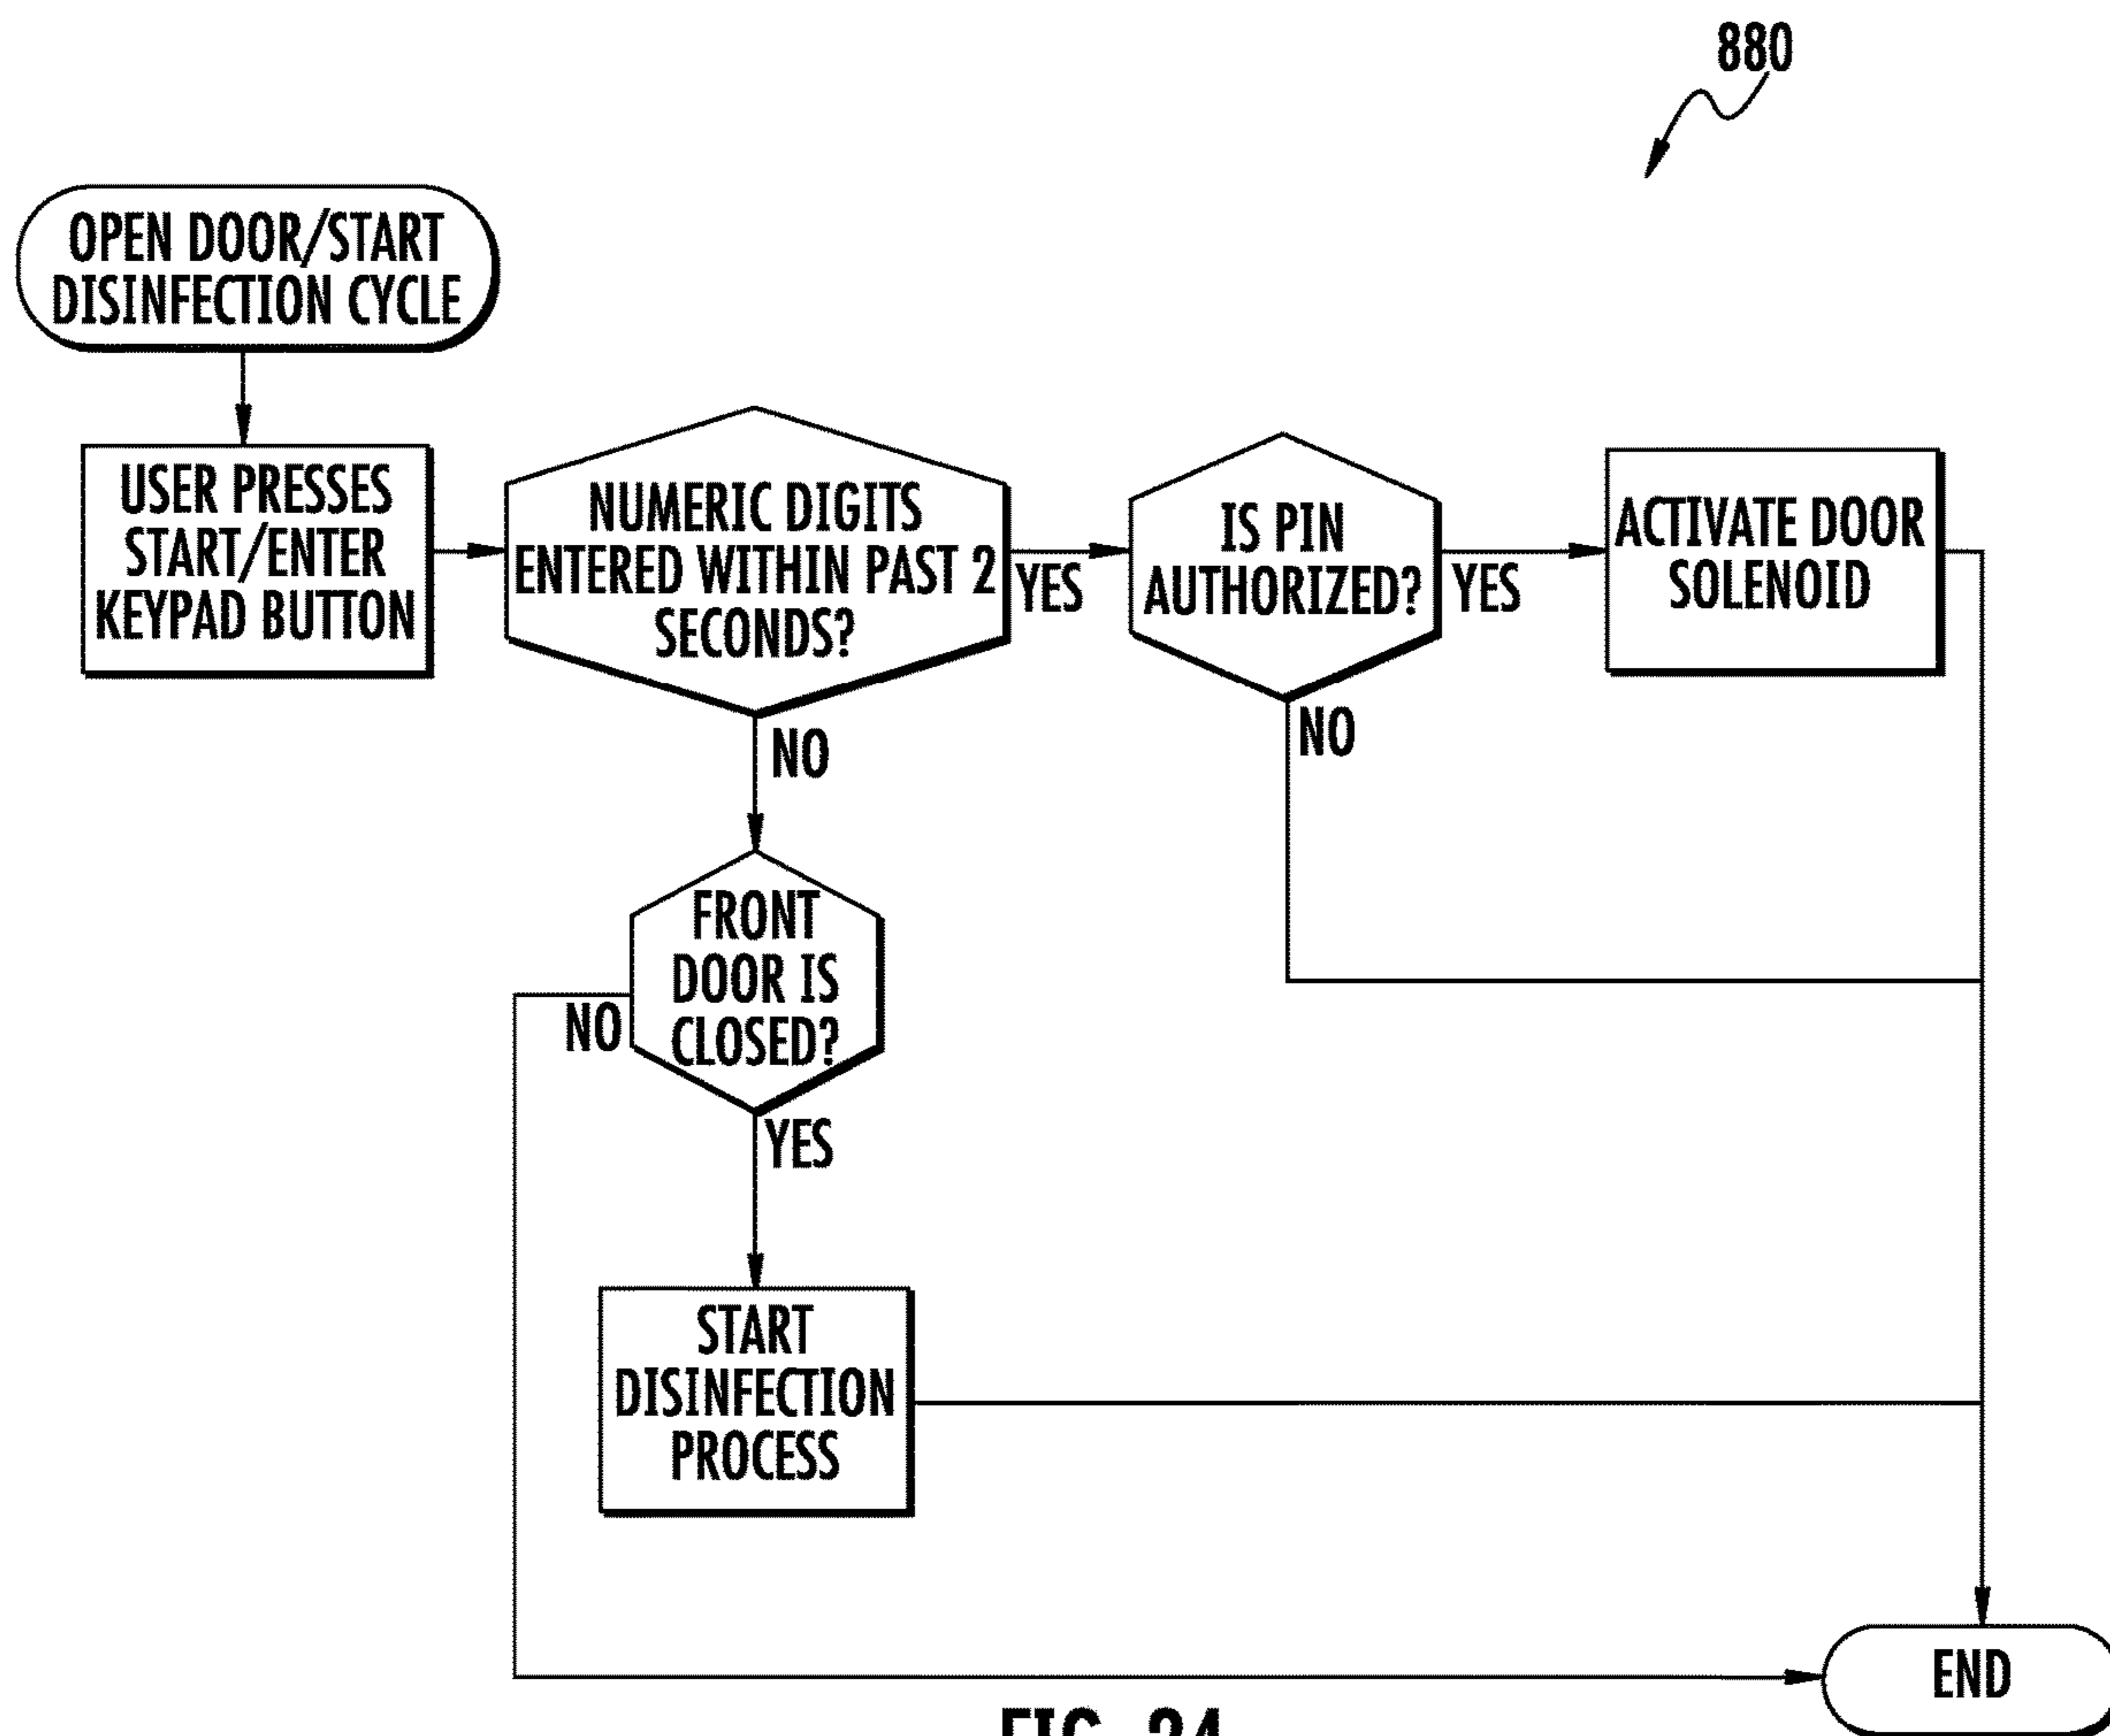 880
OPEN DOOR/START
DISINFECTION CYCLE
USER PRESSES
START/ENTER
KEYPAD BUTTON
NUMERIC DIGITS
ENTERED WITHIN PAST 2
SECONDS?
YES
IS PIN
AUTHORIZED?
YES
ACTIVATE DOOR
SOLENOID
NO
NO
FRONT
DOOR IS
CLOSED?
NO
YES
START
DISINFECTION
PROCESS
END
FIG. 24